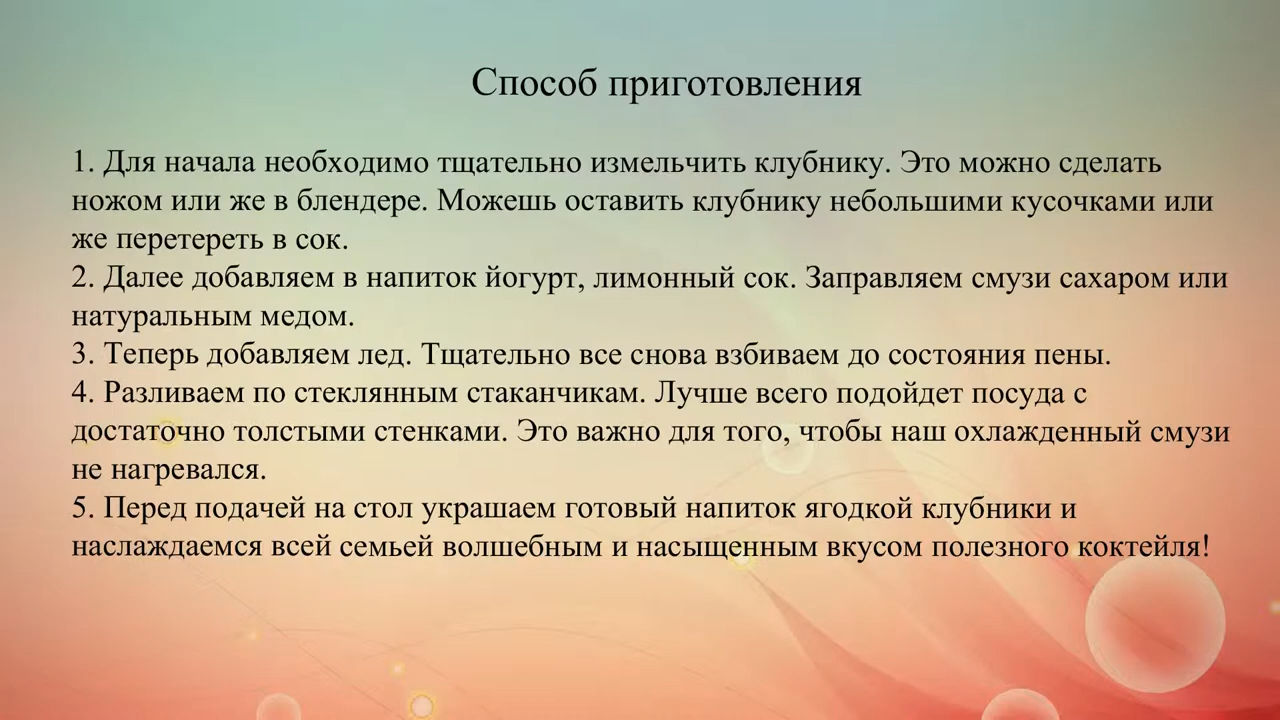 Способ приготовления
1. Для начала необходимо тщательно измельчить клубнику. Это можно сделать
ножом или же в блендере. Можешь оставить клубнику небольшими кусочками или
же перетереть в сок.
2. Далее добавляем в напиток йогурт, лимонный сок. Заправляем смузи сахаром или
натуральным медом.
3. Теперь добавляем лед. Тщательно все снова взбиваем до состояния пены.
4. Разливаем по стеклянным стаканчикам. Лучше всего подойдет посуда с
достаточно толстыми стенками. Это важно для того, чтобы наш охлажденный смузи
не нагревался.
5. Перед подачей на стол украшаем готовый напиток ягодкой клубники и
наслаждаемся всей семьей волшебным и насыщенным вкусом полезного коктейля!